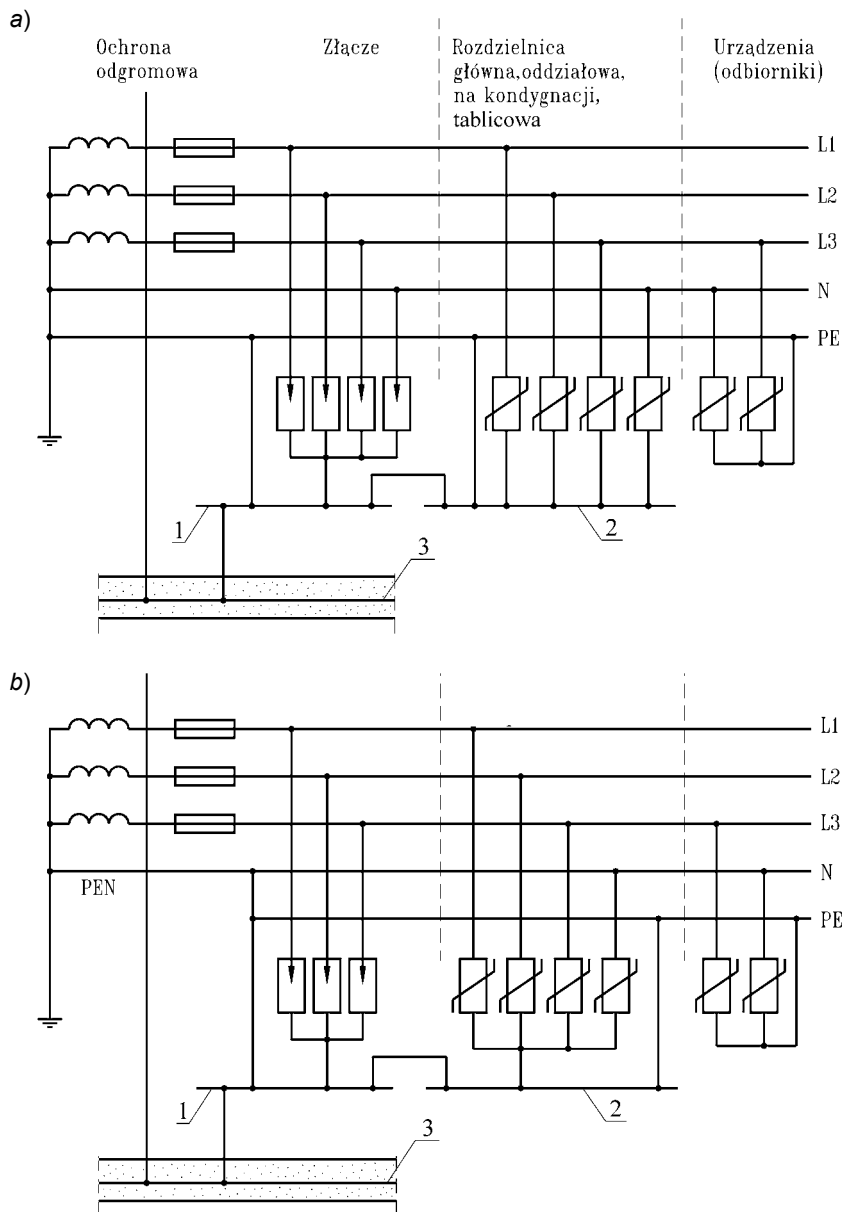 a)
Ochrona
odgromowa
Złącze
Rozdzielnica
główna,oddziałowa,
na kondygnacji,
tablicowa
Urządzenia
(odbiorniki)
L1
L2
L3
N
PE
1
2
3
b)
L1
L2
L3
N
PEN
PE
1
2
3